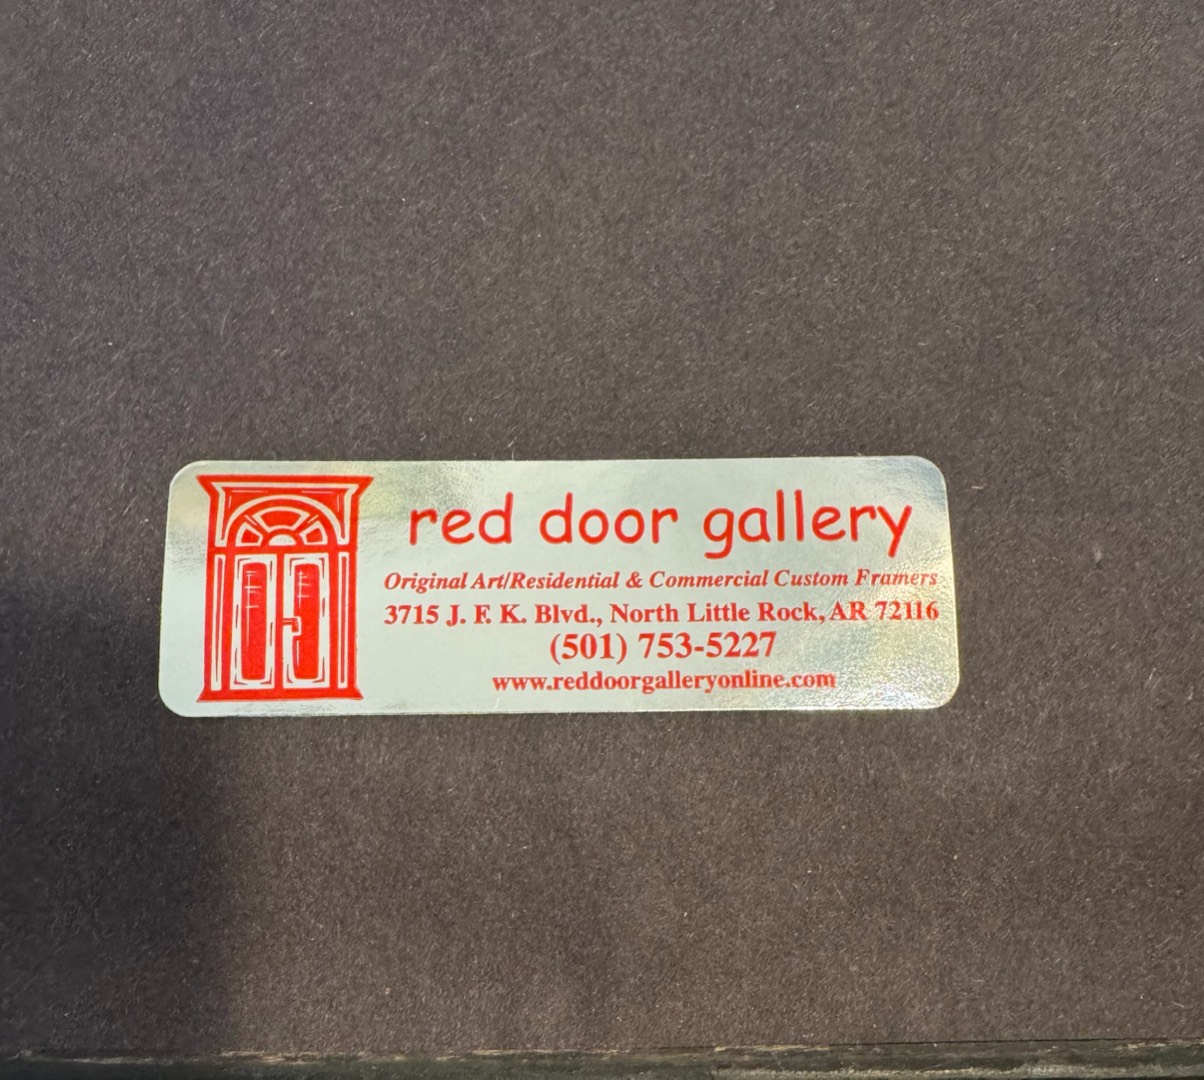 red door gallery
Original Art/Residential & Commercial Custom Framers
3715 J. F. K. Blvd., North Little Rock, AR 72116
(501) 753-5227
www.reddoorgalleryonline.com